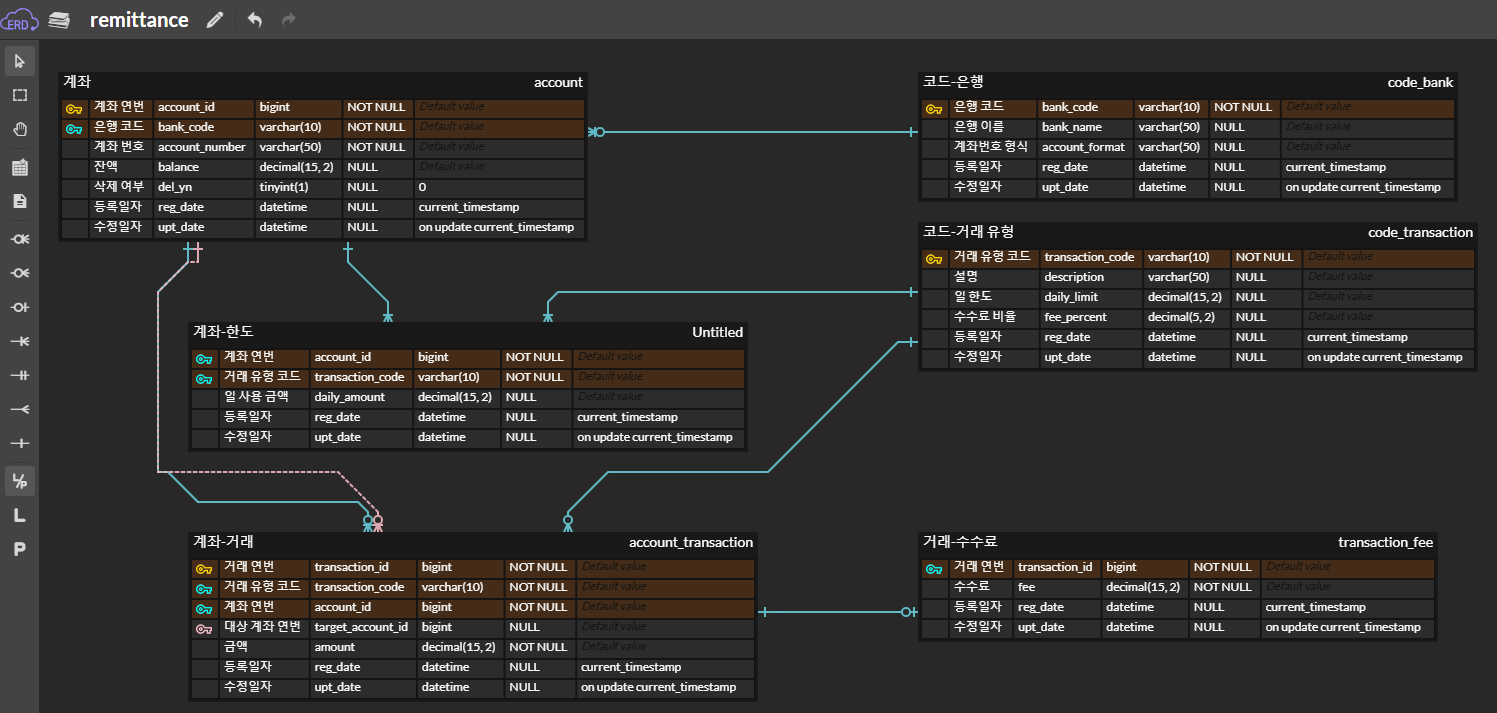 ERD
remittance
계좌 account
계좌 연번 account_id bigint NOT NULL Default value
은행 코드 bank_code varchar(10) NOT NULL Default value
계좌 번호 account_number varchar(50) NOT NULL Default value
잔액 balance decimal(15, 2) NULL Default value
삭제 여부 del_yn tinyint(1) NULL 0
등록일자 reg_date datetime NULL current_timestamp
수정일자 upt_date datetime NULL on update current_timestamp
코드-은행 code_bank
은행 코드 bank_code varchar(10) NOT NULL Default value
은행 이름 bank_name varchar(50) NULL Default value
계좌번호 형식 account_format varchar(50) NULL Default value
등록일자 reg_date datetime NULL current_timestamp
수정일자 upt_date datetime NULL on update current_timestamp
코드-거래 유형 code_transaction
거래 유형 코드 transaction_code varchar(10) NOT NULL Default value
설명 description varchar(50) NULL Default value
일 한도 daily_limit decimal(15, 2) NULL Default value
수수료 비율 fee_percent decimal(5, 2) NULL Default value
등록일자 reg_date datetime NULL current_timestamp
수정일자 upt_date datetime NULL on update current_timestamp
계좌-한도 Untitled
계좌 연번 account_id bigint NOT NULL Default value
거래 유형 코드 transaction_code varchar(10) NOT NULL Default value
일 사용 금액 daily_amount decimal(15, 2) NULL Default value
등록일자 reg_date datetime NULL current_timestamp
수정일자 upt_date datetime NULL on update current_timestamp
계좌-거래 account_transaction
거래 연번 transaction_id bigint NOT NULL Default value
거래 유형 코드 transaction_code varchar(10) NOT NULL Default value
계좌 연번 account_id bigint NOT NULL Default value
대상 계좌 연번 target_account_id bigint NULL Default value
금액 amount decimal(15, 2) NOT NULL Default value
등록일자 reg_date datetime NULL current_timestamp
수정일자 upt_date datetime NULL on update current_timestamp
거래-수수료 transaction_fee
거래 연번 transaction_id bigint NOT NULL Default value
수수료 fee decimal(15, 2) NOT NULL Default value
등록일자 reg_date datetime NULL current_timestamp
수정일자 upt_date datetime NULL on update current_timestamp
L/P
L
P